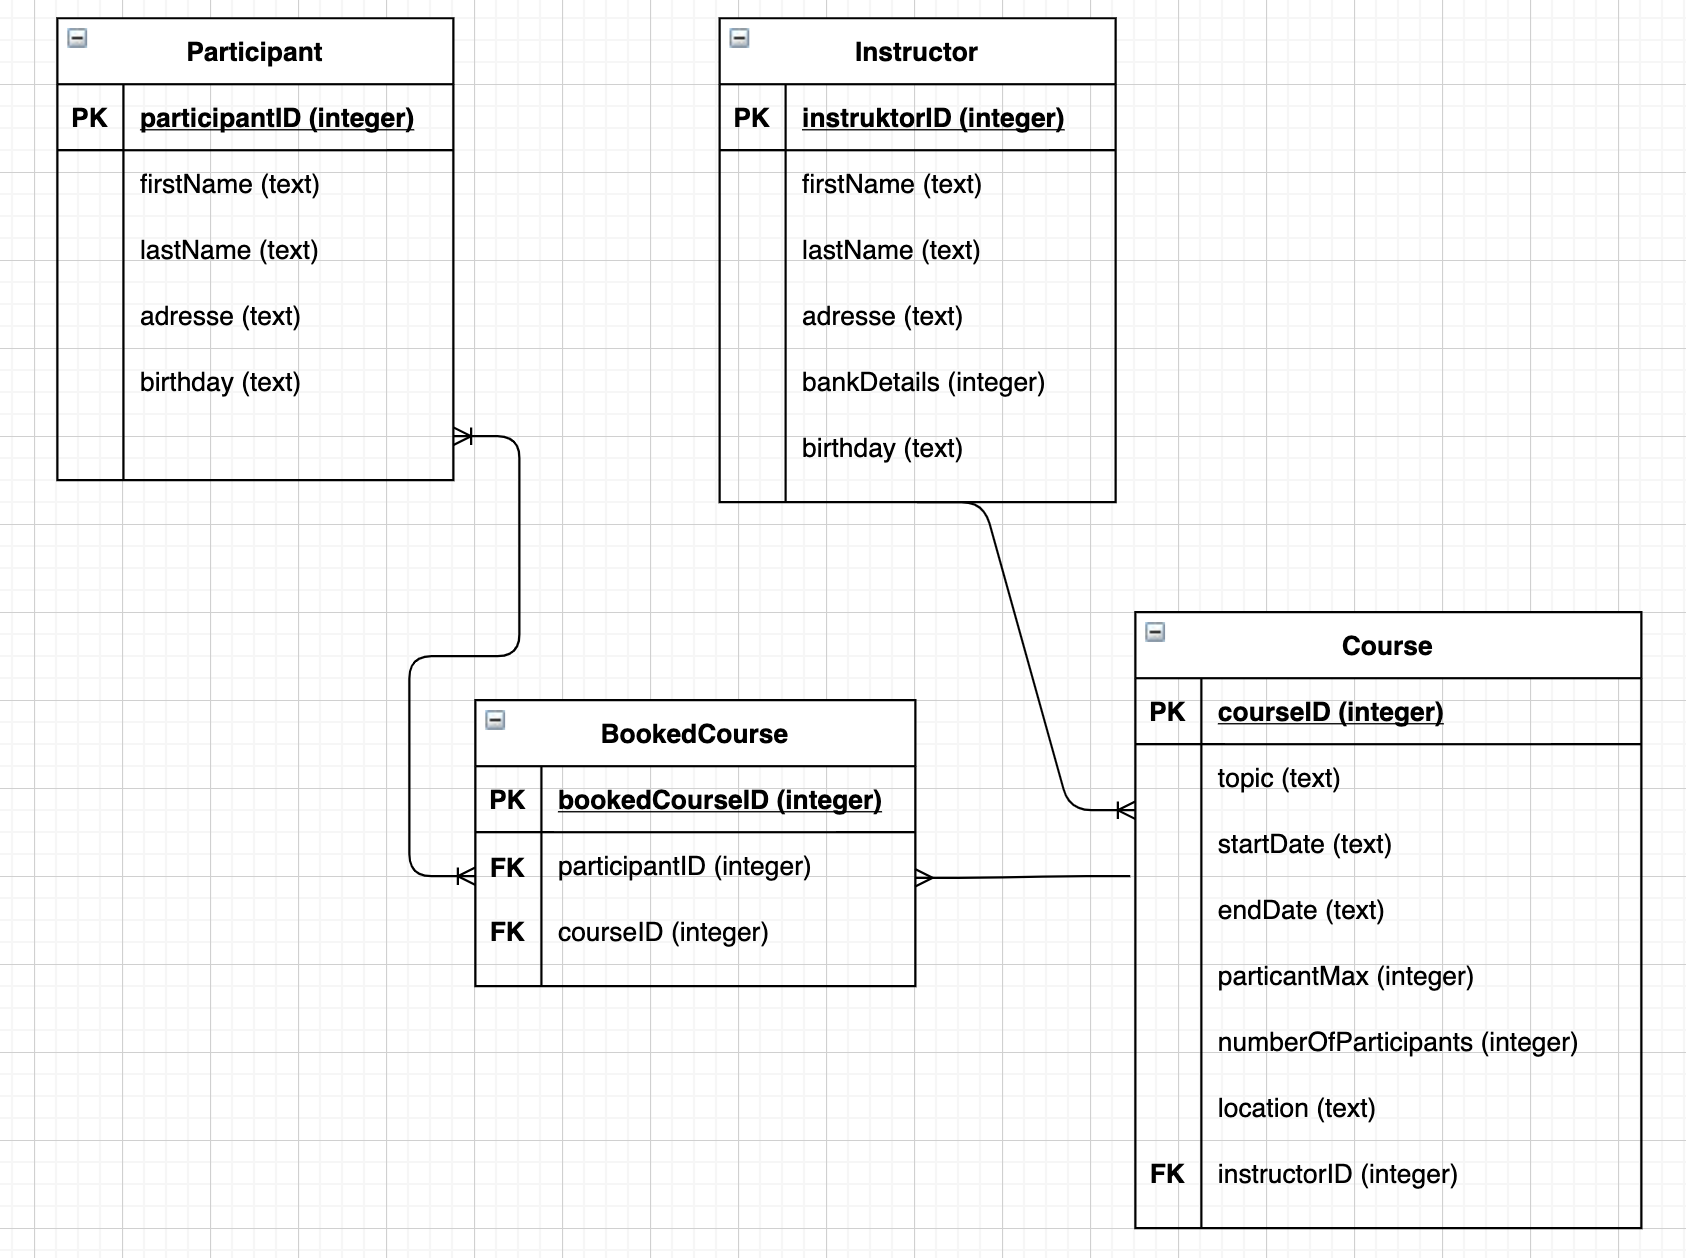 Participant
PK participantID (integer)
firstName (text)
lastName (text)
adresse (text)
birthday (text)
Instructor
PK instruktorID (integer)
firstName (text)
lastName (text)
adresse (text)
bankDetails (integer)
birthday (text)
BookedCourse
PK bookedCourseID (integer)
FK participantID (integer)
FK courseID (integer)
Course
PK courseID (integer)
topic (text)
startDate (text)
endDate (text)
particantMax (integer)
numberOfParticipants (integer)
location (text)
FK instructorID (integer)